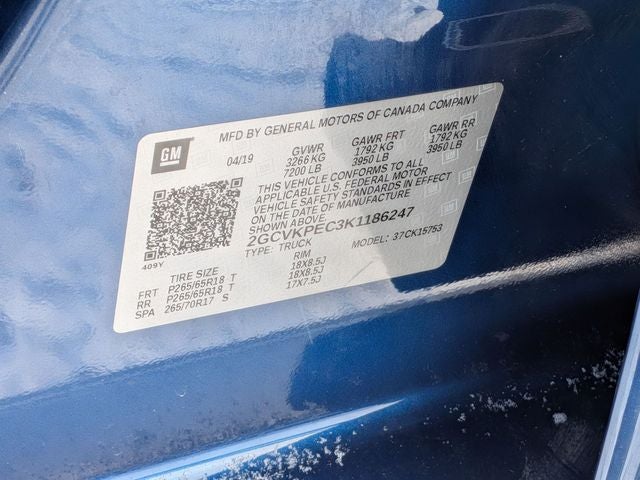 MFD BY GENERAL MOTORS OF CANADA COMPANY
GM
04/19 GVWR GAWR FRT GAWR RR
3266 KG 1792 KG 1792 KG
7200 LB 3950 LB 3950 LB
THIS VEHICLE CONFORMS TO ALL
APPLICABLE U.S. FEDERAL MOTOR
VEHICLE SAFETY STANDARDS IN EFFECT
ON THE DATE OF MANUFACTURE
SHOWN ABOVE.
2GCVKPEC3K1186247
TYPE: TRUCK MODEL: 37CK15753
409Y
TIRE SIZE RIM
FRT P265/65R18 T 18X8.5J
RR P265/65R18 T 18X8.5J
SPA 265/70R17 S 17X7.5J